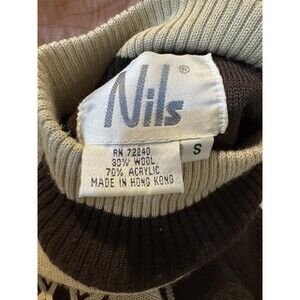 Nils®
S
RN 72240
30% WOOL
70% ACRYLIC
MADE IN HONG KONG